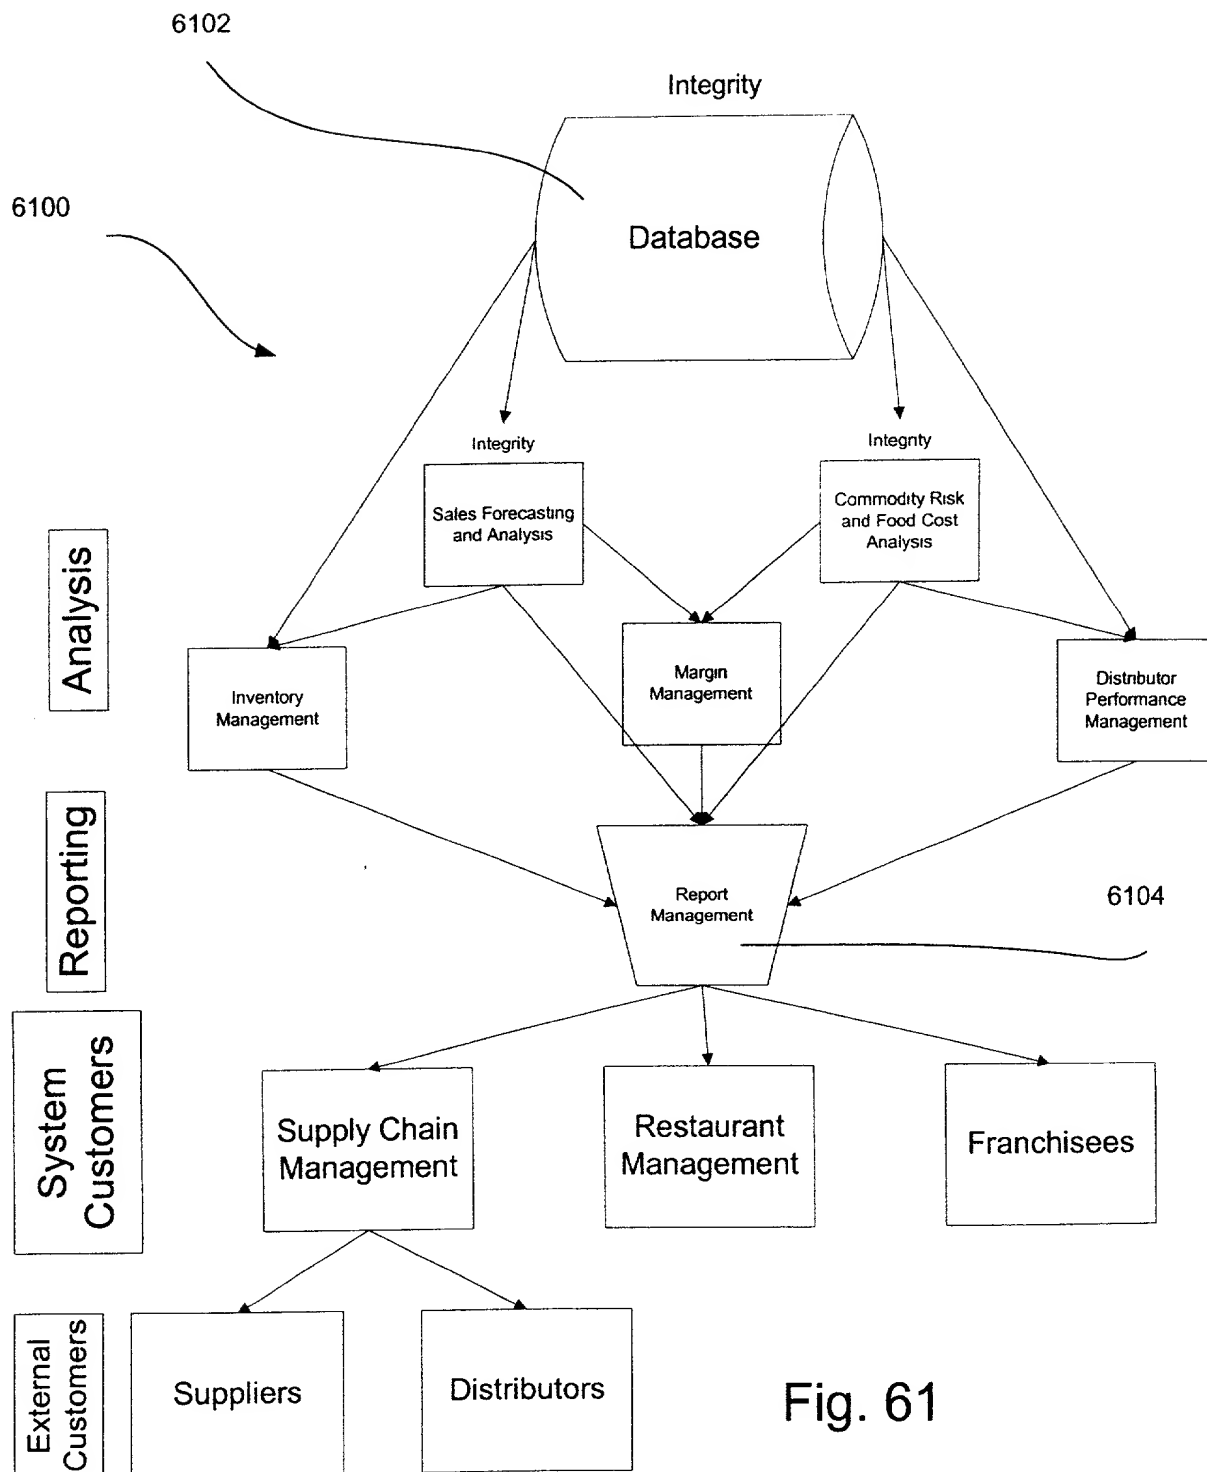 6102
Integrity
6100
Database
Integrity
Integrity
Sales Forecasting
and Analysis
Commodity Risk
and Food Cost
Analysis
Analysis
Inventory
Management
Margin
Management
Distributor
Performance
Management
Reporting
Report
Management
6104
System
Customers
Supply Chain
Management
Restaurant
Management
Franchisees
External
Customers
Suppliers
Distributors
Fig. 61